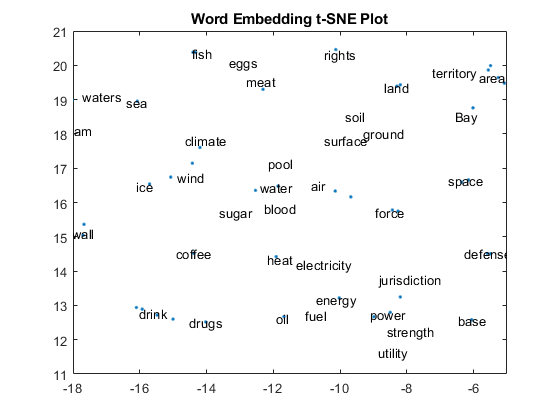 Word Embedding t-SNE Plot
21
fish
rights
20
eggs
territory
area
meat
land
19
waters
sea
soil
Bay
18
am
climate
surface
ground
17
pool
wind
space
ice
water
air
16
sugar
blood
force
15
wall
coffee
heat
electricity
defense
14
jurisdiction
energy
13
drink
drugs
oil
fuel
power
base
12
strength
utility
11
-18
-16
-14
-12
-10
-8
-6